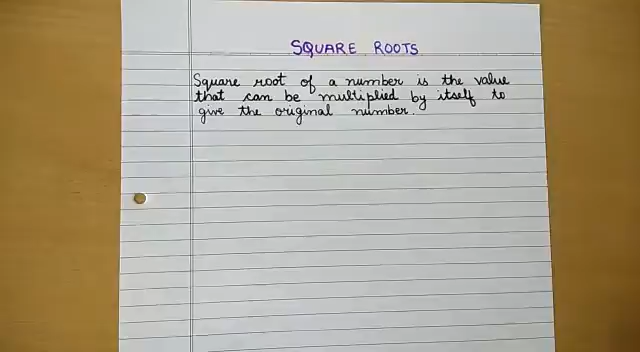 SQUARE ROOTS
Square root of a number is the value
that can be multiplied by itself to
give the original number.